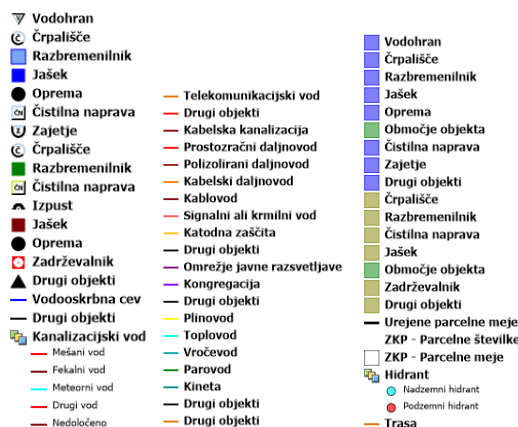 Vodohran
Črpališče
Razbremenilnik
Jašek
Oprema
ČN Čistilna naprava
Zajetje
Črpališče
Razbremenilnik
ČN Čistilna naprava
Izpust
Jašek
Oprema
Zadrževalnik
Drugi objekti
Vodooskrbna cev
Drugi objekti
Kanalizacijski vod
Mešani vod
Fekalni vod
Meteorni vod
Drugi vod
Nedoločeno
Telekomunikacijski vod
Drugi objekti
Kabelska kanalizacija
Prostozračni daljnovod
Polizolirani daljnovod
Kabelski daljnovod
Kablovod
Signalni ali krmilni vod
Katodna zaščita
Drugi objekti
Omrežje javne razsvetljave
Kongregacija
Drugi objekti
Plinovod
Toplovod
Vročevod
Parovod
Kineta
Drugi objekti
Drugi objekti
Vodohran
Črpališče
Razbremenilnik
Jašek
Oprema
Območje objekta
Čistilna naprava
Zajetje
Drugi objekti
Črpališče
Razbremenilnik
Čistilna naprava
Jašek
Območje objekta
Zadrževalnik
Drugi objekti
Urejene parcelne meje
ZKP - Parcelne številke
ZKP - Parcelne meje
Hidrant
Nadzemni hidrant
Podzemni hidrant
Trasa